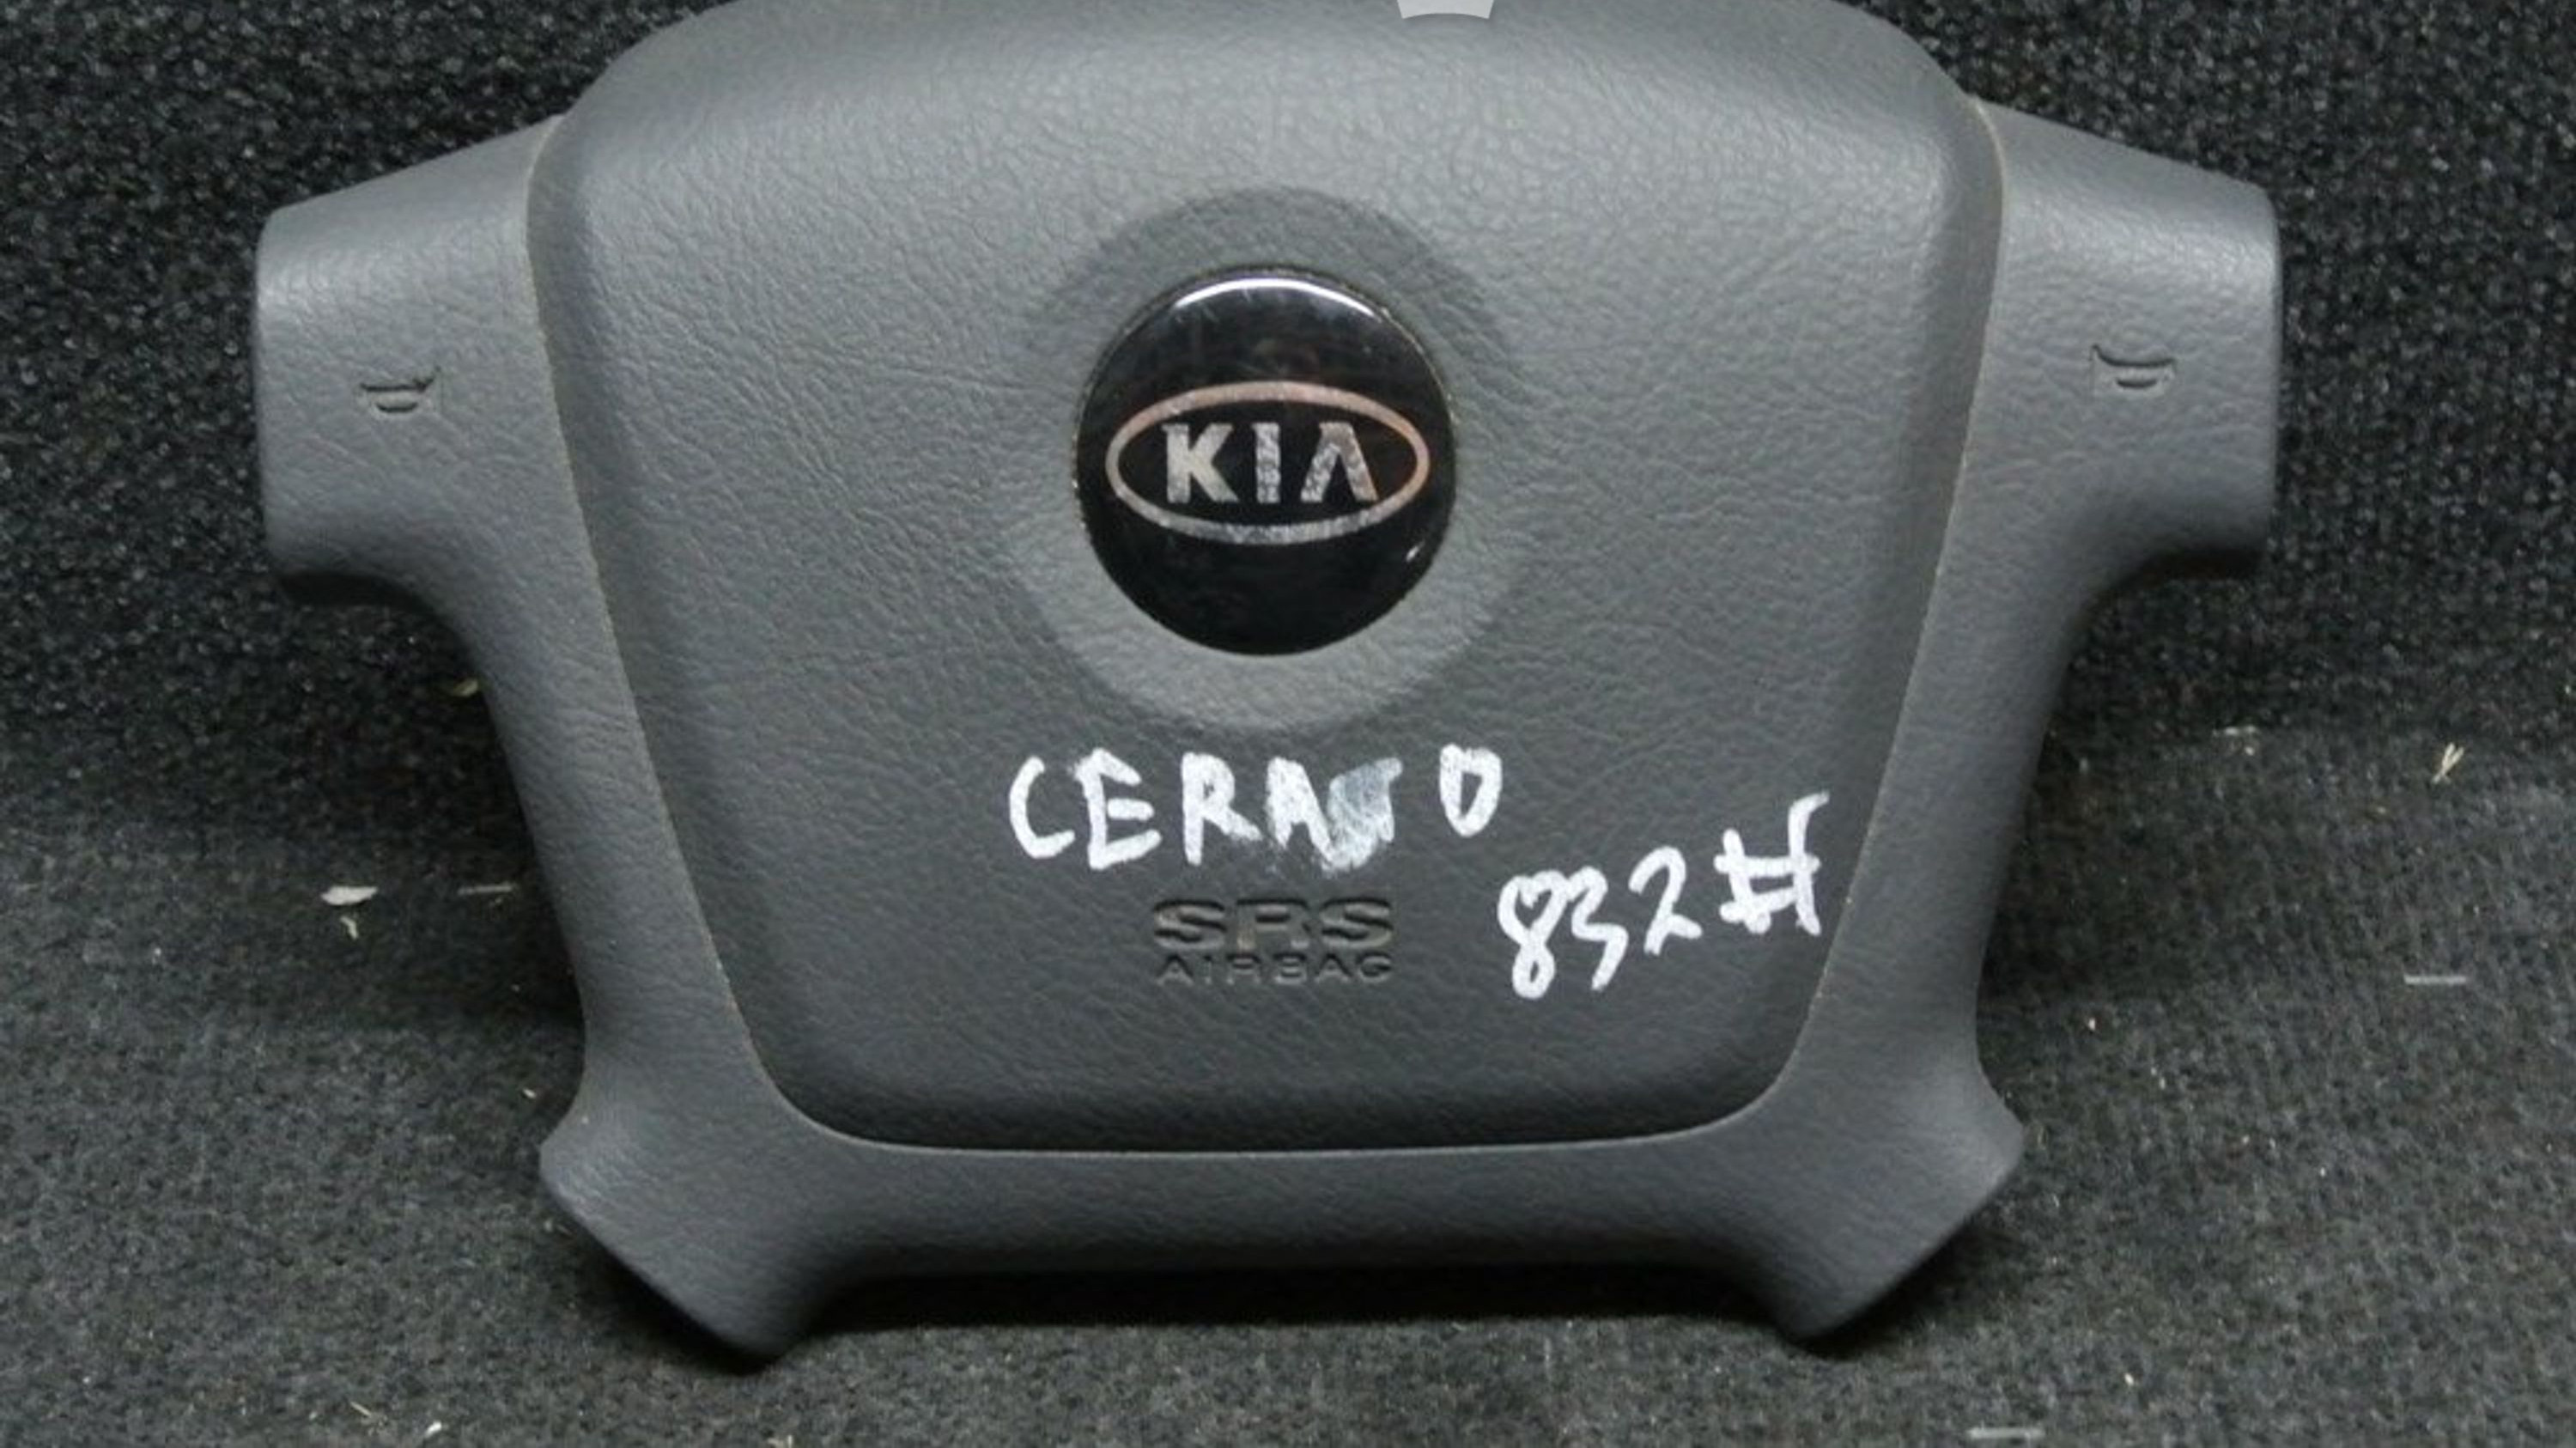 KIA
CERATO
832#
SRS
AIRBAG